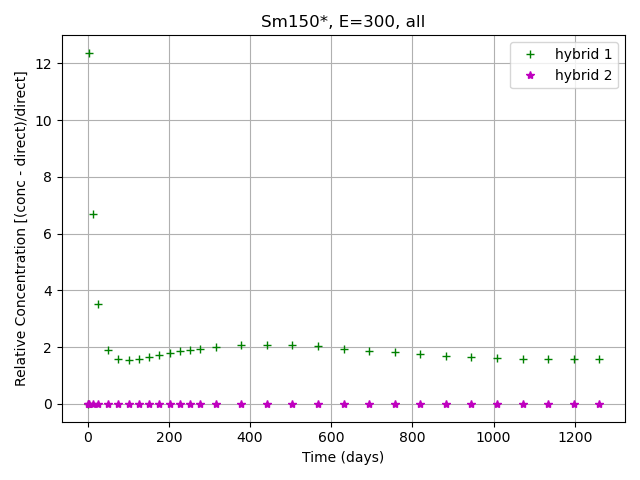 Sm150*, E=300, all
hybrid 1
hybrid 2
Relative Concentration [(conc - direct)/direct]
12
10
8
6
4
2
0
0 200 400 600 800 1000 1200
Time (days)